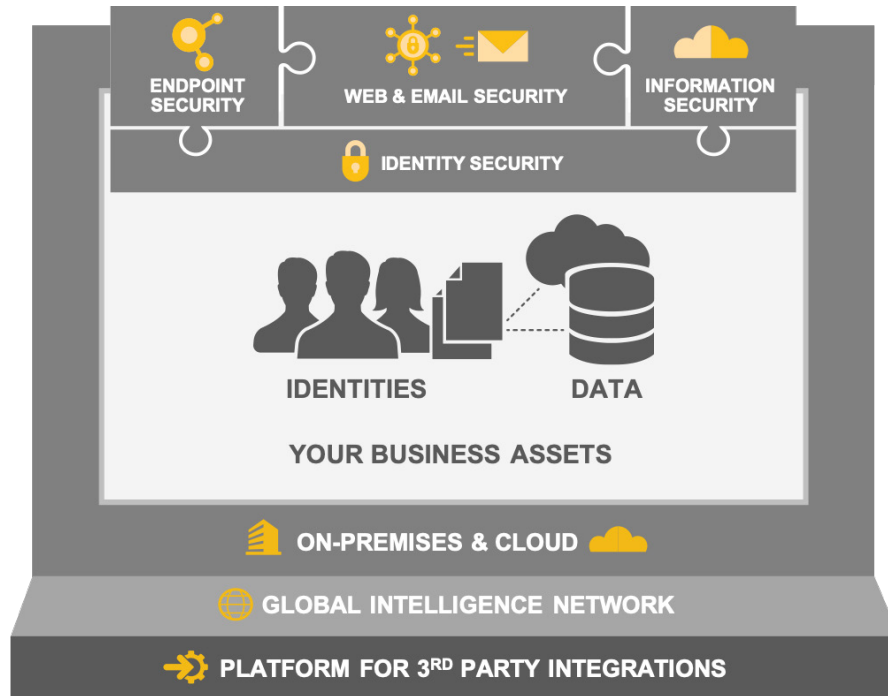 ENDPOINT
SECURITY
WEB & EMAIL SECURITY
INFORMATION
SECURITY
IDENTITY SECURITY
IDENTITIES
DATA
YOUR BUSINESS ASSETS
ON-PREMISES & CLOUD
GLOBAL INTELLIGENCE NETWORK
PLATFORM FOR 3RD PARTY INTEGRATIONS